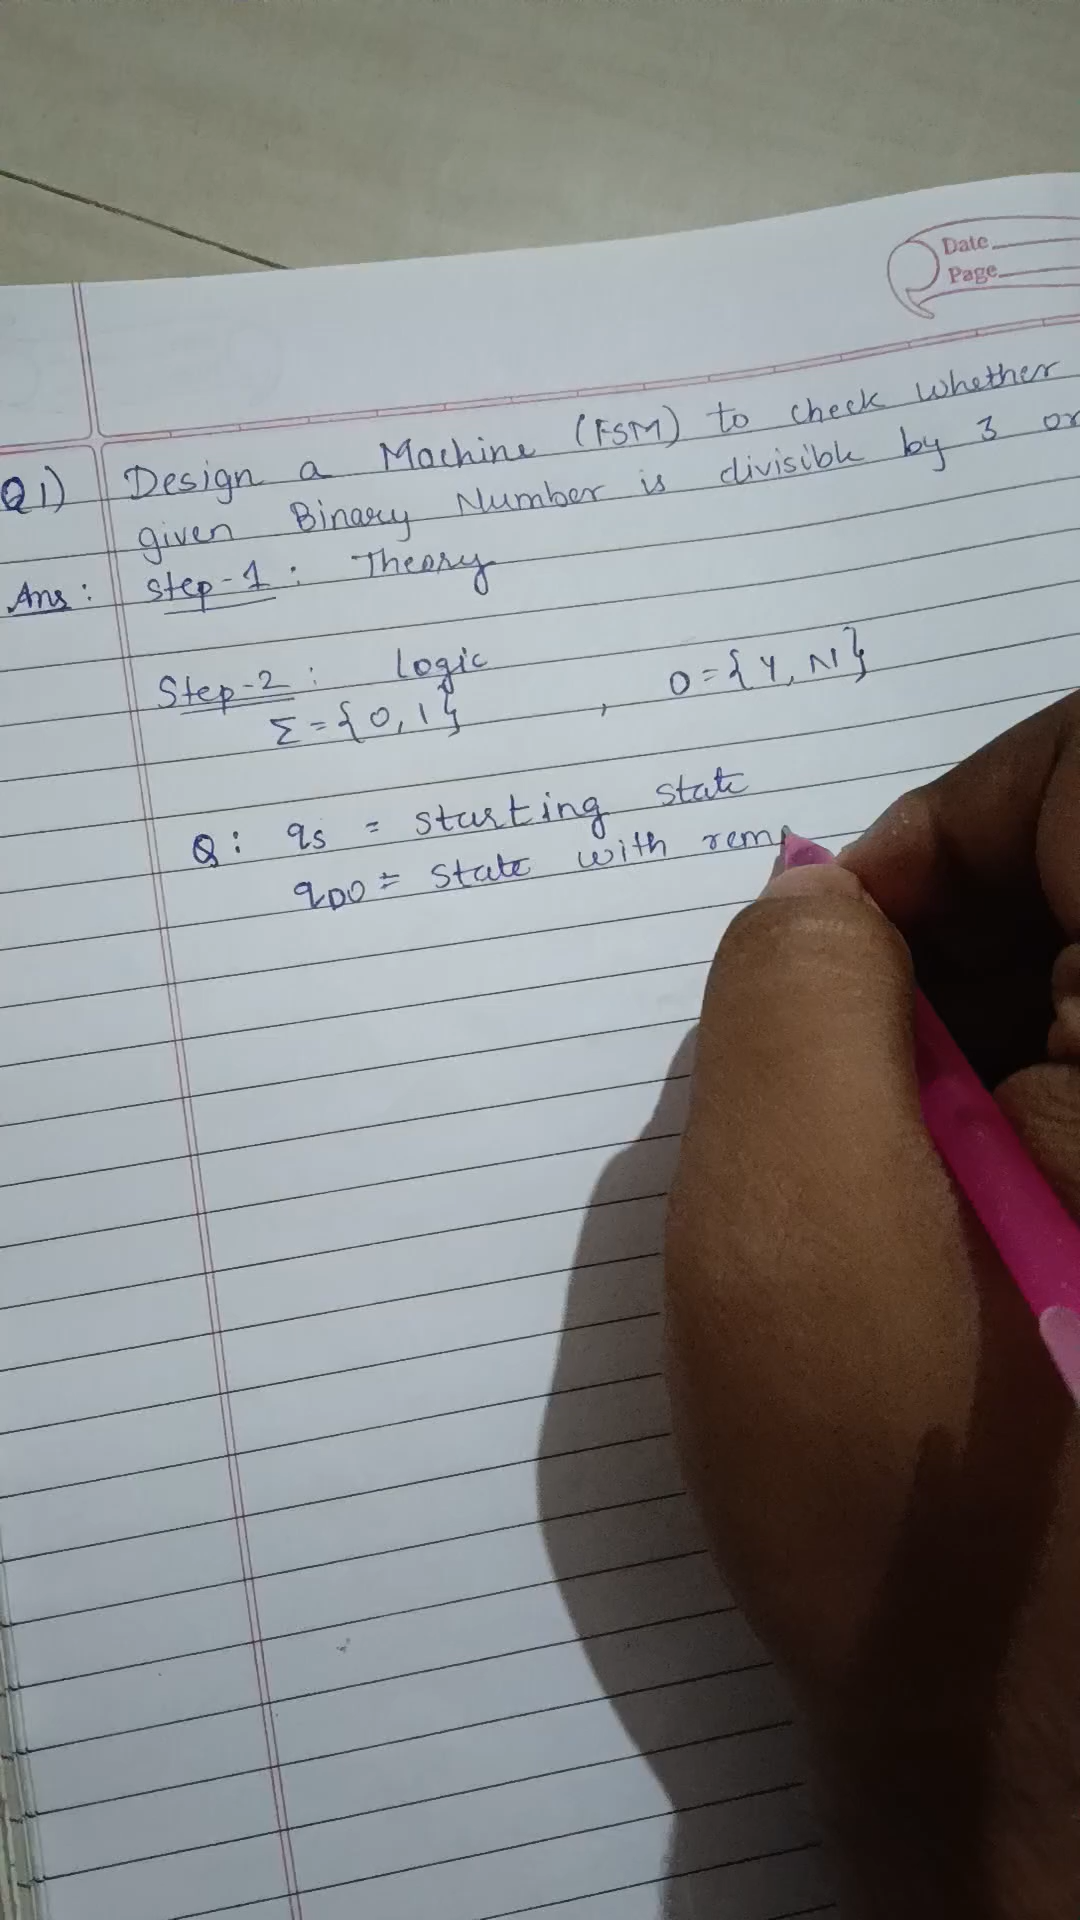 Date
Page
Q1) Design a Machine (FSM) to check whether
given Binary Number is divisible by 3 or
Ans: Step-1: Theory
Step-2: Logic
Σ = {0,1} , O = {Y, N}
Q: qs = starting state
qD0 = state with rem